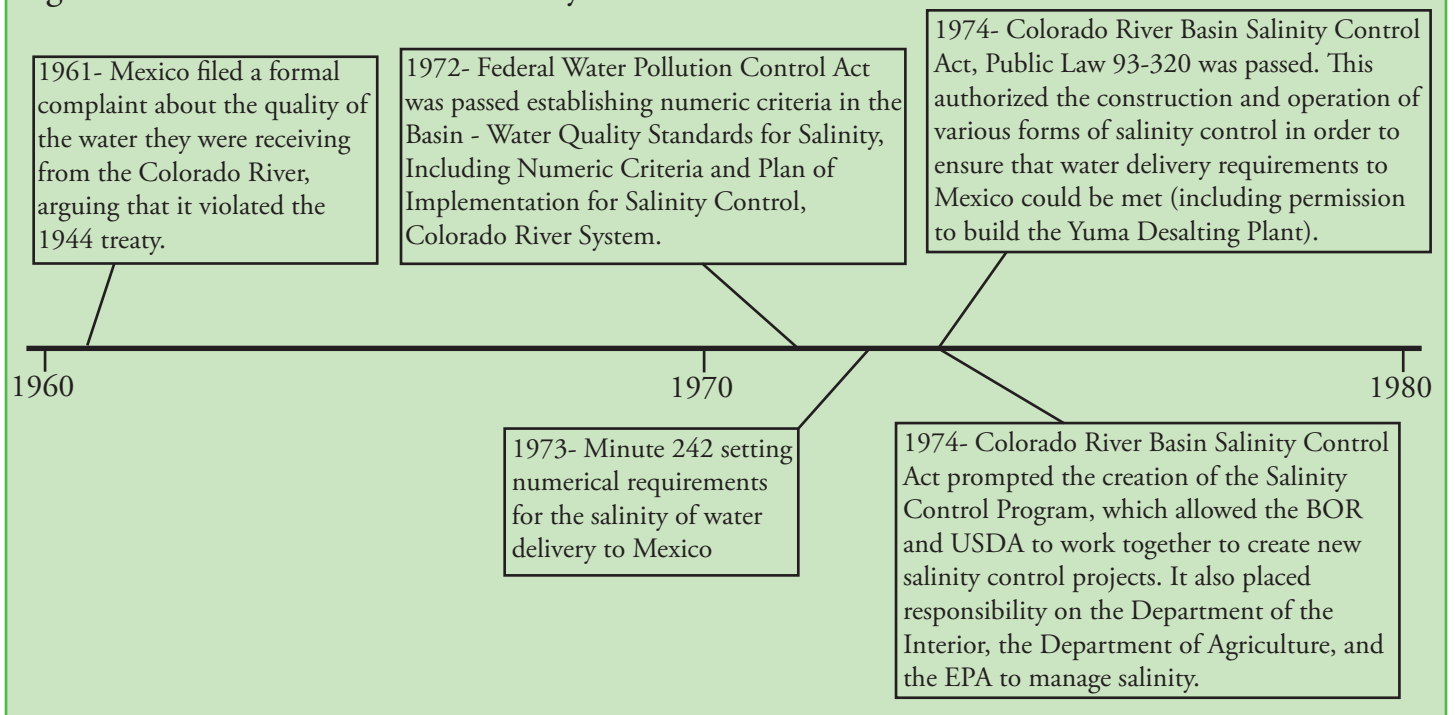 1961- Mexico filed a formal
complaint about the quality of
the water they were receiving
from the Colorado River,
arguing that it violated the
1944 treaty.
1972- Federal Water Pollution Control Act
was passed establishing numeric criteria in the
Basin - Water Quality Standards for Salinity,
Including Numeric Criteria and Plan of
Implementation for Salinity Control,
Colorado River System.
1974- Colorado River Basin Salinity Control
Act, Public Law 93-320 was passed. This
authorized the construction and operation of
various forms of salinity control in order to
ensure that water delivery requirements to
Mexico could be met (including permission
to build the Yuma Desalting Plant).
1960
1970
1980
1973- Minute 242 setting
numerical requirements
for the salinity of water
delivery to Mexico
1974- Colorado River Basin Salinity Control
Act prompted the creation of the Salinity
Control Program, which allowed the BOR
and USDA to work together to create new
salinity control projects. It also placed
responsibility on the Department of the
Interior, the Department of Agriculture, and
the EPA to manage salinity.